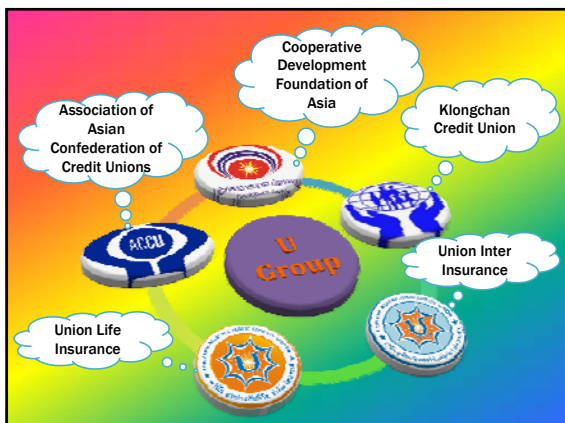 Cooperative
Development
Foundation of
Asia
Association of
Asian
Confederation of
Credit Unions
Klongchan
Credit Union
ACCU
U
Group
Union Inter
Insurance
Union Life
Insurance
U
U